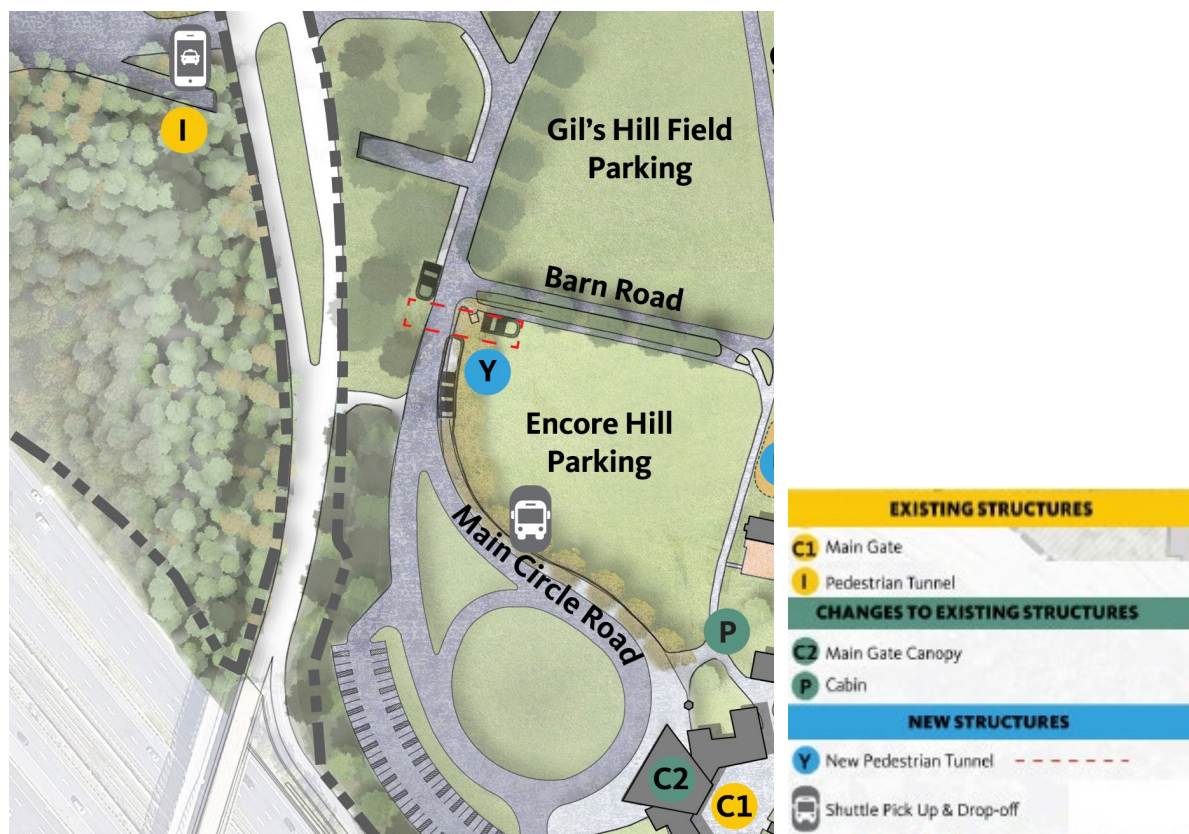 I
Gil's Hill Field
Parking
Barn Road
Y
Encore Hill
Parking
Main Circle Road
P
C2
C1
EXISTING STRUCTURES
C1 Main Gate
I Pedestrian Tunnel
CHANGES TO EXISTING STRUCTURES
C2 Main Gate Canopy
P Cabin
NEW STRUCTURES
Y New Pedestrian Tunnel
Shuttle Pick Up & Drop-off